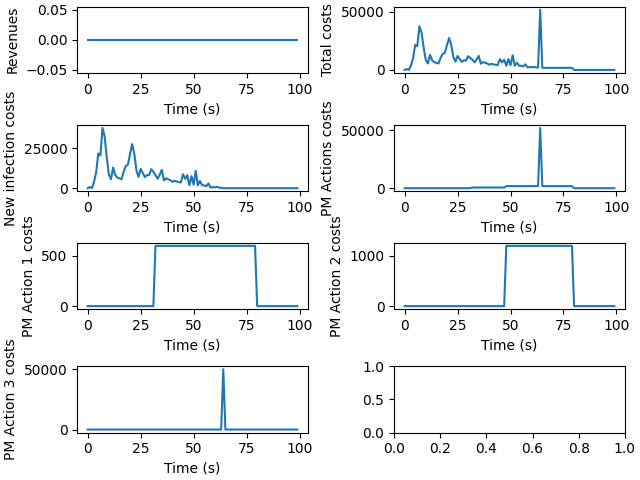 Revenues
0.05
0.00
−0.05
0 25 50 75 100
Time (s)
Total costs
50000
0
0 25 50 75 100
Time (s)
New infection costs
25000
0
0 25 50 75 100
Time (s)
PM Actions costs
50000
0
0 25 50 75 100
Time (s)
PM Action 1 costs
500
0
0 25 50 75 100
Time (s)
PM Action 2 costs
1000
0
0 25 50 75 100
Time (s)
PM Action 3 costs
50000
0
0 25 50 75 100
Time (s)
1.0
0.5
0.0
0.0 0.2 0.4 0.6 0.8 1.0